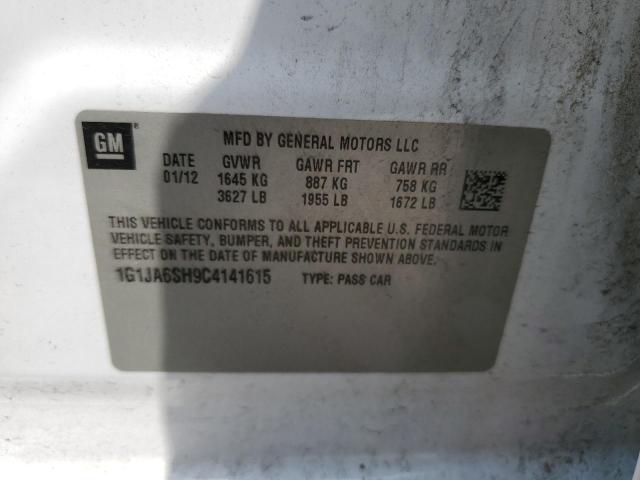 GM
MFD BY GENERAL MOTORS LLC
DATE GVWR GAWR FRT GAWR RR
01/12 1645 KG 887 KG 758 KG
3627 LB 1955 LB 1672 LB
THIS VEHICLE CONFORMS TO ALL APPLICABLE U.S. FEDERAL MOTOR
VEHICLE SAFETY, BUMPER, AND THEFT PREVENTION STANDARDS IN
EFFECT ON THE DATE OF MANUFACTURE SHOWN ABOVE.
1G1JA6SH9C4141615 TYPE: PASS CAR